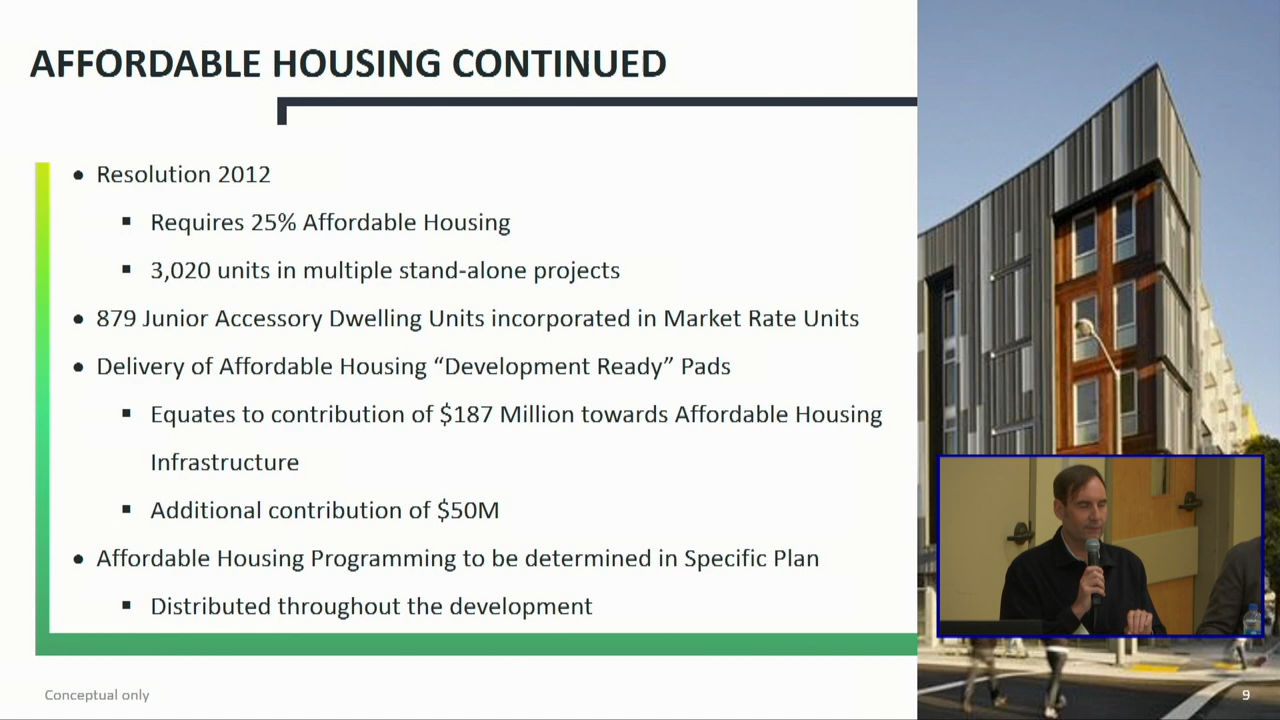 AFFORDABLE HOUSING CONTINUED
• Resolution 2012
▪ Requires 25% Affordable Housing
▪ 3,020 units in multiple stand-alone projects
• 879 Junior Accessory Dwelling Units incorporated in Market Rate Units
• Delivery of Affordable Housing “Development Ready” Pads
▪ Equates to contribution of $187 Million towards Affordable Housing
Infrastructure
▪ Additional contribution of $50M
• Affordable Housing Programming to be determined in Specific Plan
▪ Distributed throughout the development
Conceptual only
9